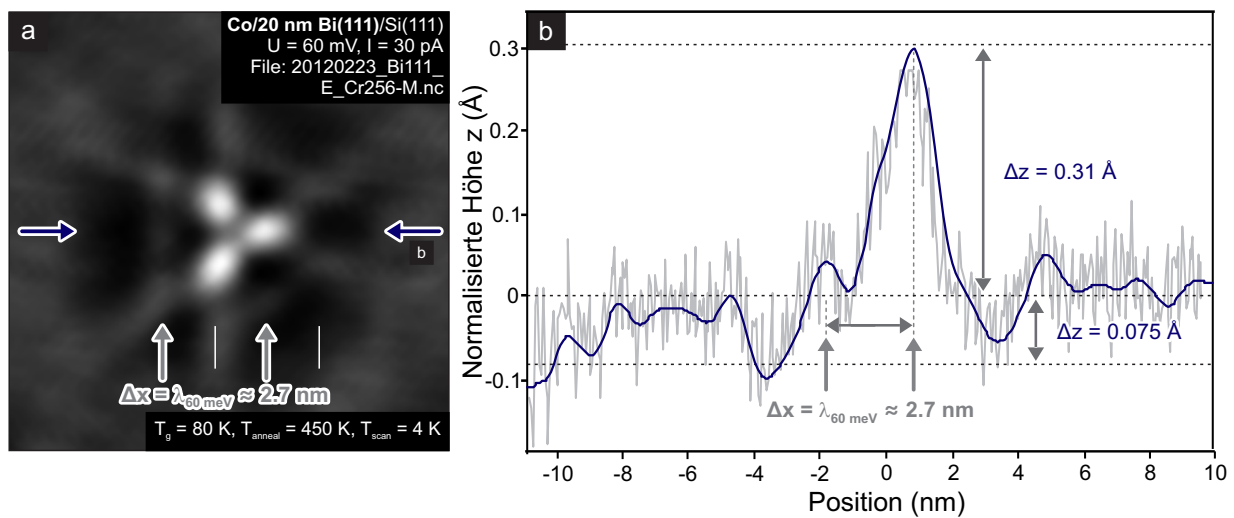 a
Co/20 nm Bi(111)/Si(111)
U = 60 mV, I = 30 pA
File: 20120223_Bi111_
E_Cr256-M.nc
b
Δx = λ60 meV ≈ 2.7 nm
Tg = 80 K, Tanneal = 450 K, Tscan = 4 K
b
Normalisierte Höhe z (Å)
0.3
0.2
0.1
0
-0.1
Δz = 0.31 Å
Δz = 0.075 Å
Δx = λ60 meV ≈ 2.7 nm
-10 -8 -6 -4 -2 0 2 4 6 8 10
Position (nm)